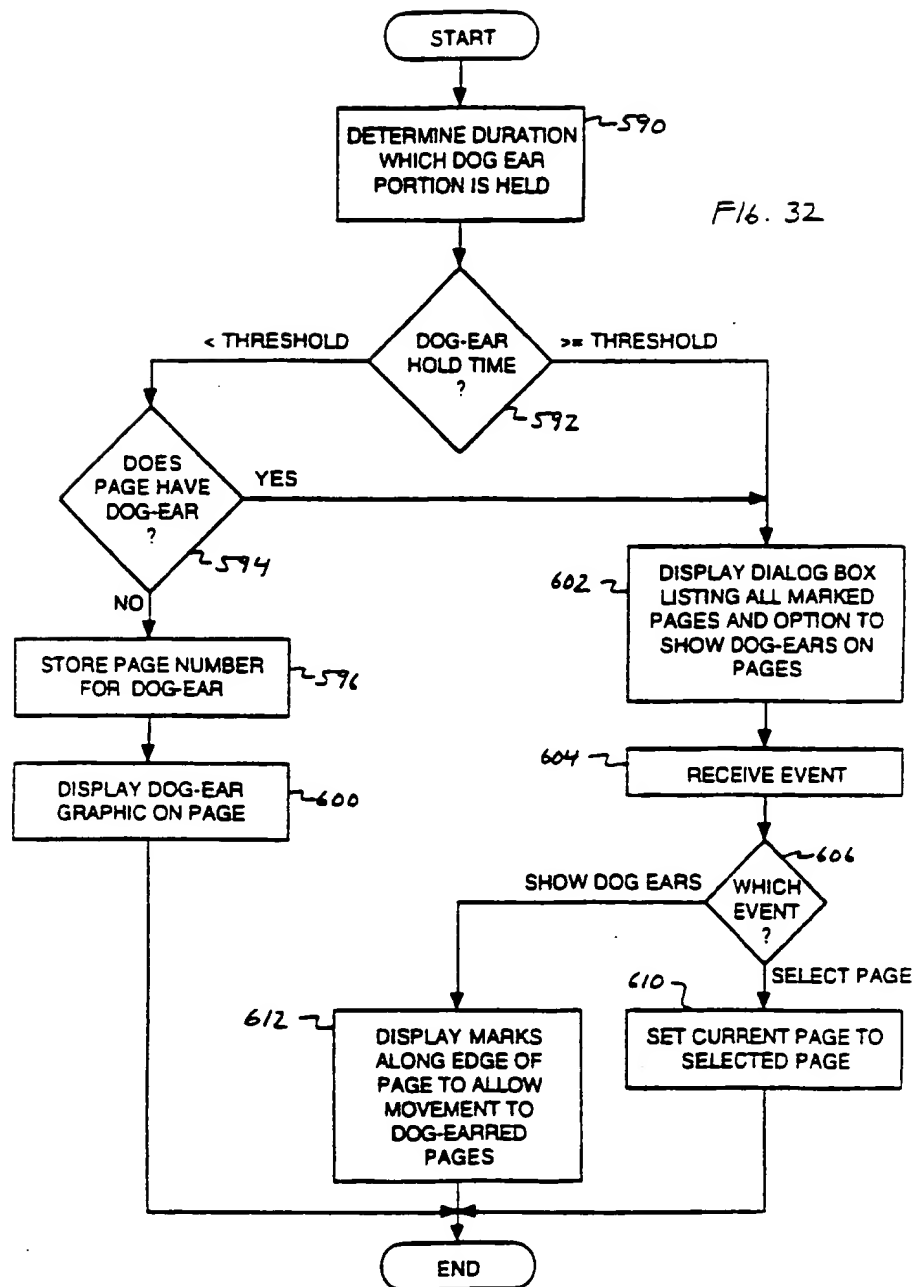 START
590
DETERMINE DURATION
WHICH DOG EAR
PORTION IS HELD
FIG. 32
< THRESHOLD
DOG-EAR
HOLD TIME
?
>= THRESHOLD
592
DOES
PAGE HAVE
DOG-EAR
?
YES
594
NO
602
DISPLAY DIALOG BOX
LISTING ALL MARKED
PAGES AND OPTION TO
SHOW DOG-EARS ON
PAGES
STORE PAGE NUMBER
FOR DOG-EAR
596
604
RECEIVE EVENT
DISPLAY DOG-EAR
GRAPHIC ON PAGE
600
606
SHOW DOG EARS
WHICH
EVENT
?
SELECT PAGE
610
612
DISPLAY MARKS
ALONG EDGE OF
PAGE TO ALLOW
MOVEMENT TO
DOG-EARRED
PAGES
SET CURRENT PAGE TO
SELECTED PAGE
END